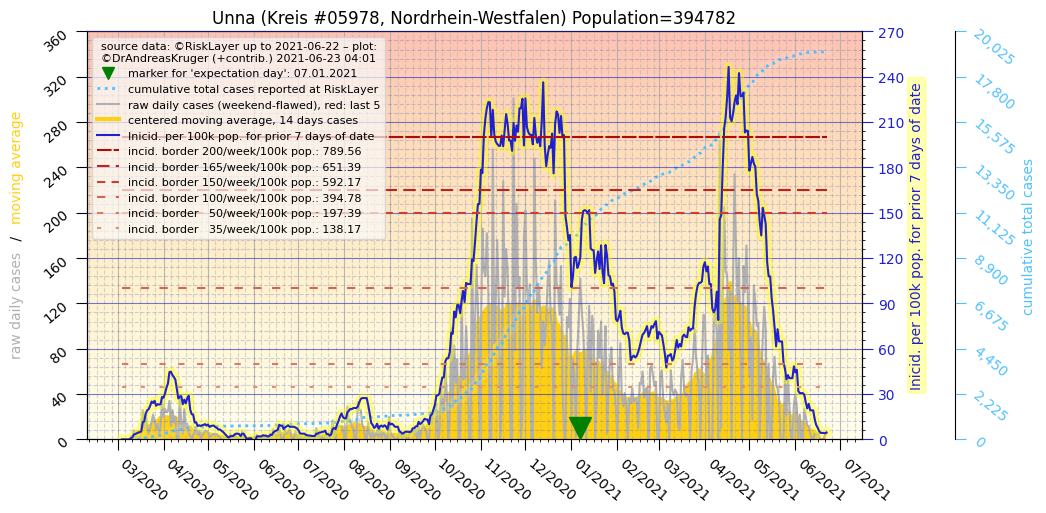 Unna (Kreis #05978, Nordrhein-Westfalen) Population=394782
source data: ©RiskLayer up to 2021-06-22 – plot:
©DrAndreasKruger (+contrib.) 2021-06-23 04:01
marker for 'expectation day': 07.01.2021
cumulative total cases reported at RiskLayer
raw daily cases (weekend-flawed), red: last 5
centered moving average, 14 days cases
Inicid. per 100k pop. for prior 7 days of date
incid. border 200/week/100k pop.: 789.56
incid. border 165/week/100k pop.: 651.39
incid. border 150/week/100k pop.: 592.17
incid. border 100/week/100k pop.: 394.78
incid. border   50/week/100k pop.: 197.39
incid. border   35/week/100k pop.: 138.17
raw daily cases / moving average
360
320
280
240
200
160
120
80
40
0
270
240
210
180
150
120
90
60
30
0
Inicid. per 100k pop. for prior 7 days of date
20,025
17,800
15,575
13,350
11,125
8,900
6,675
4,450
2,225
0
cumulative total cases
03/2020
04/2020
05/2020
06/2020
07/2020
08/2020
09/2020
10/2020
11/2020
12/2020
01/2021
02/2021
03/2021
04/2021
05/2021
06/2021
07/2021